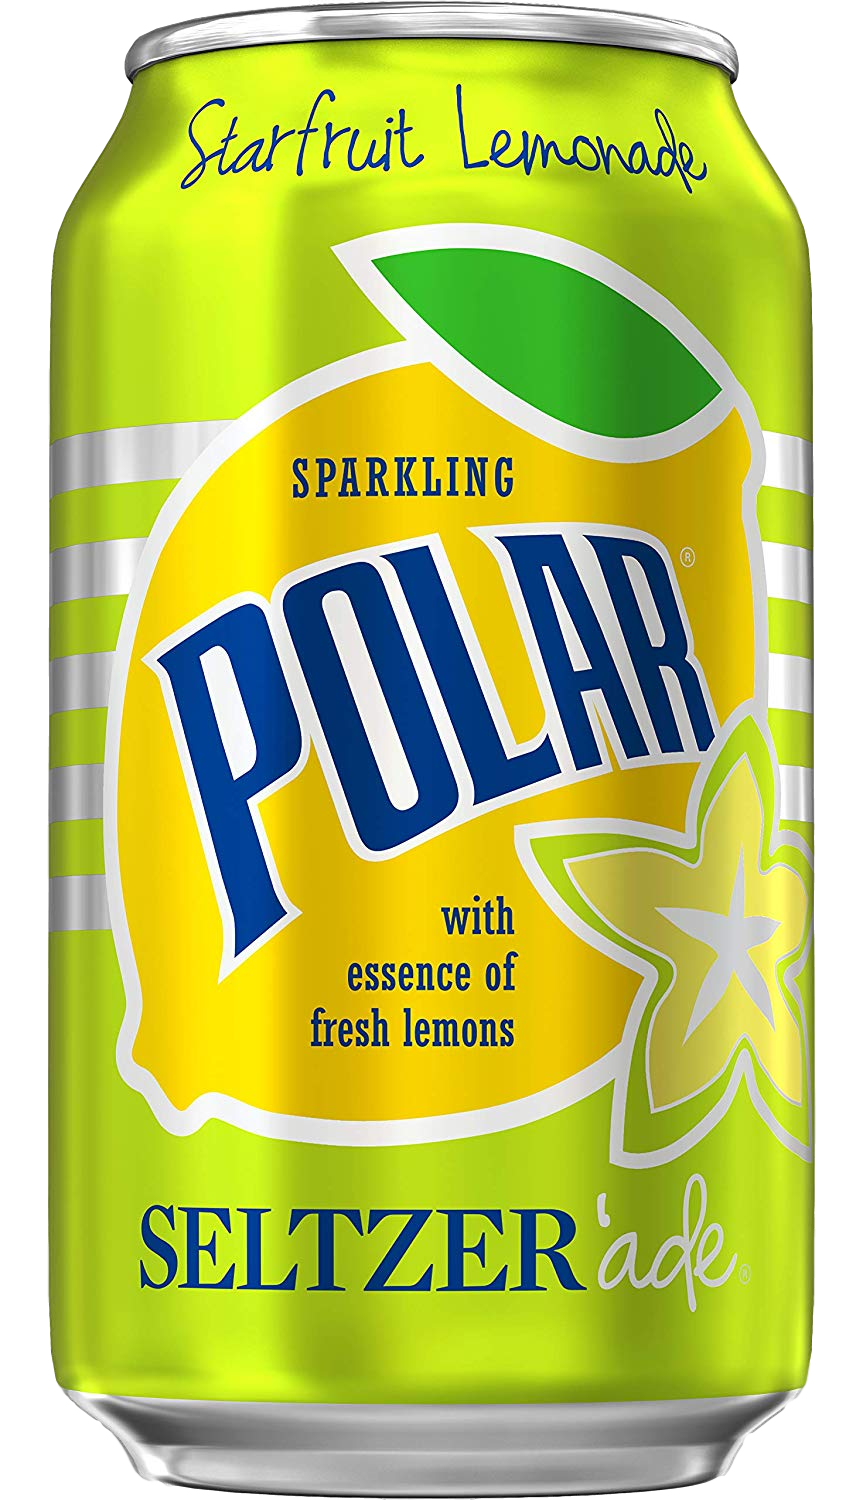 Starfruit Lemonade
SPARKLING
POLAR®
with
essence of
fresh lemons
SELTZER'ade®